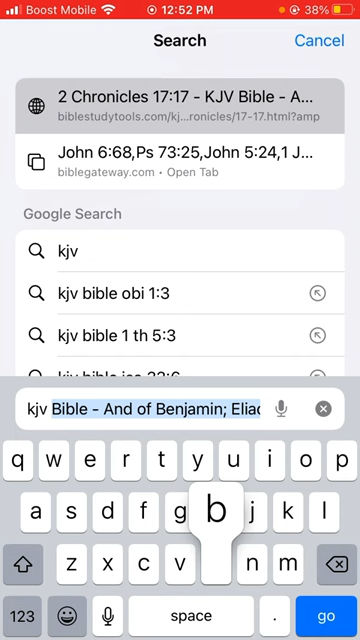 Boost Mobile 12:52 PM 38%
Search Cancel
2 Chronicles 17:17 - KJV Bible - A...
biblestudytools.com/kj...ronicles/17-17.html?amp
John 6:68,Ps 73:25,John 5:24,1 J...
biblegateway.com • Open Tab
Google Search
kjv
kjv bible obi 1:3
kjv bible 1 th 5:3
kjv Bible - And of Benjamin; Eliad
q w e r t y u i o p
a s d f g b j k l
z x c v n m
123 space . go